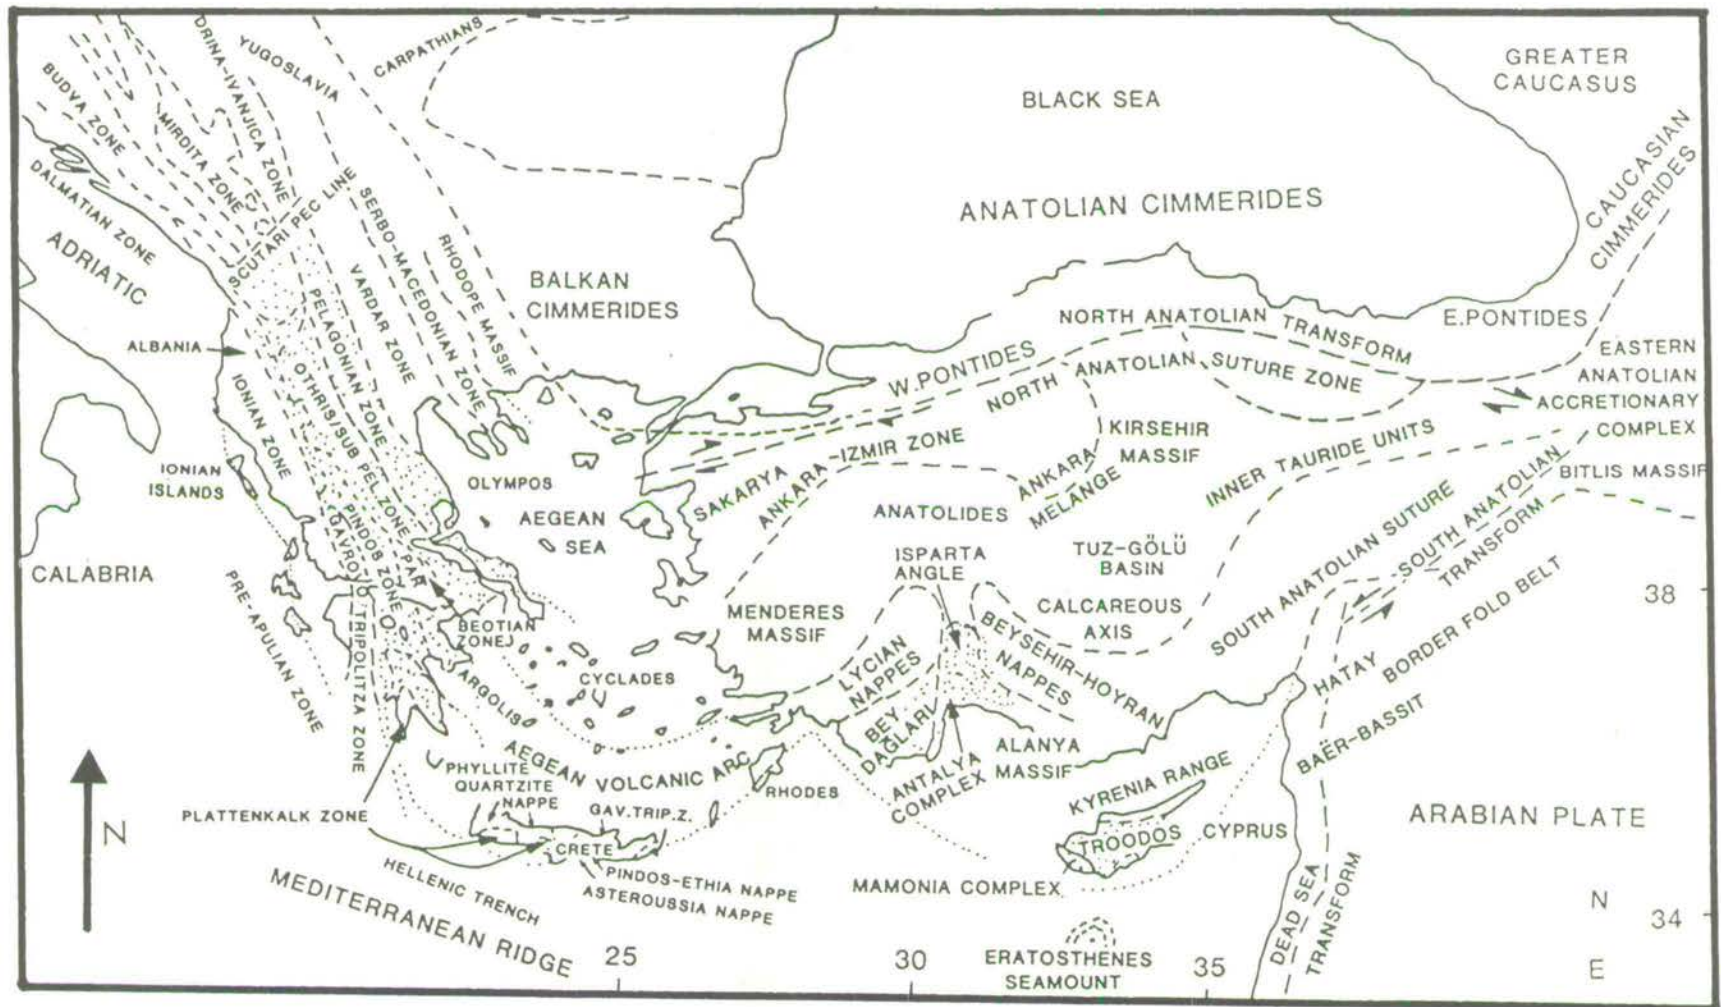 DRINA-IVANJICA ZONE
YUGOSLAVIA
CARPATHIANS
BUDVA ZONE
MIRDITA ZONE
DALMATIAN ZONE
ADRIATIC
SCUTARI PEC LINE
SERBO-MACEDONIAN ZONE
RHODOPE MASSIF
VARDAR ZONE
PELAGONIAN ZONE
BLACK SEA
GREATER
CAUCASUS
ANATOLIAN CIMMERIDES
CAUCASIAN
CIMMERIDES
BALKAN
CIMMERIDES
ALBANIA
IONIAN ZONE
OTHRIS/SUB PEL.ZONE PAR
PINDOS ZONE
GAVROVO TRIPOLITZA ZONE
IONIAN
ISLANDS
CALABRIA
PRE-APULIAN ZONE
OLYMPOS
AEGEAN
SEA
BEOTIAN
ZONE
CYCLADES
ARGOLIS
AEGEAN VOLCANIC ARC
W.PONTIDES
NORTH ANATOLIAN TRANSFORM
NORTH ANATOLIAN SUTURE ZONE
E.PONTIDES
EASTERN
ANATOLIAN
ACCRETIONARY
COMPLEX
BITLIS MASSIF
SAKARYA
ANKARA-IZMIR ZONE
ANKARA
MELANGE
KIRSEHIR
MASSIF
INNER TAURIDE UNITS
ANATOLIDES
ISPARTA
ANGLE
TUZ-GÖLÜ
BASIN
CALCAREOUS
AXIS
MENDERES
MASSIF
LYCIAN
NAPPES
BEY
DAGLARI
BEYSEHIR-HOYRAN
NAPPES
ANTALYA
COMPLEX
ALANYA
MASSIF
SOUTH ANATOLIAN SUTURE
SOUTH ANATOLIAN
TRANSFORM
BORDER FOLD BELT
HATAY
BAËR-BASSIT
38
PHYLLITE
QUARTZITE
NAPPE
GAV.TRIP.Z.
RHODES
PLATTENKALK ZONE
CRETE
PINDOS-ETHIA NAPPE
ASTEROUSSIA NAPPE
HELLENIC TRENCH
MEDITERRANEAN RIDGE
KYRENIA RANGE
TROODOS
CYPRUS
MAMONIA COMPLEX
ERATOSTHENES
SEAMOUNT
DEAD SEA
TRANSFORM
ARABIAN PLATE
N
N
34
E
25
30
35